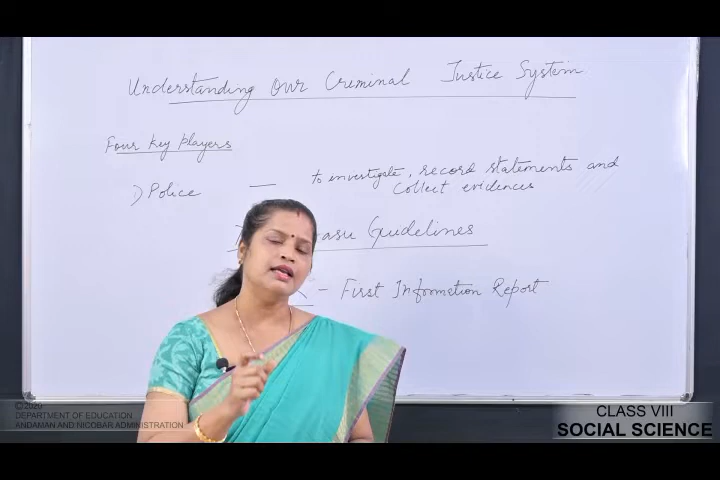 Understanding Our Criminal Justice System
Four Key Players
1) Police — to investigate, record statements and
collect evidences
Guidelines
- First Information Report
©2020
DEPARTMENT OF EDUCATION
ANDAMAN AND NICOBAR ADMINISTRATION
CLASS VIII
SOCIAL SCIENCE